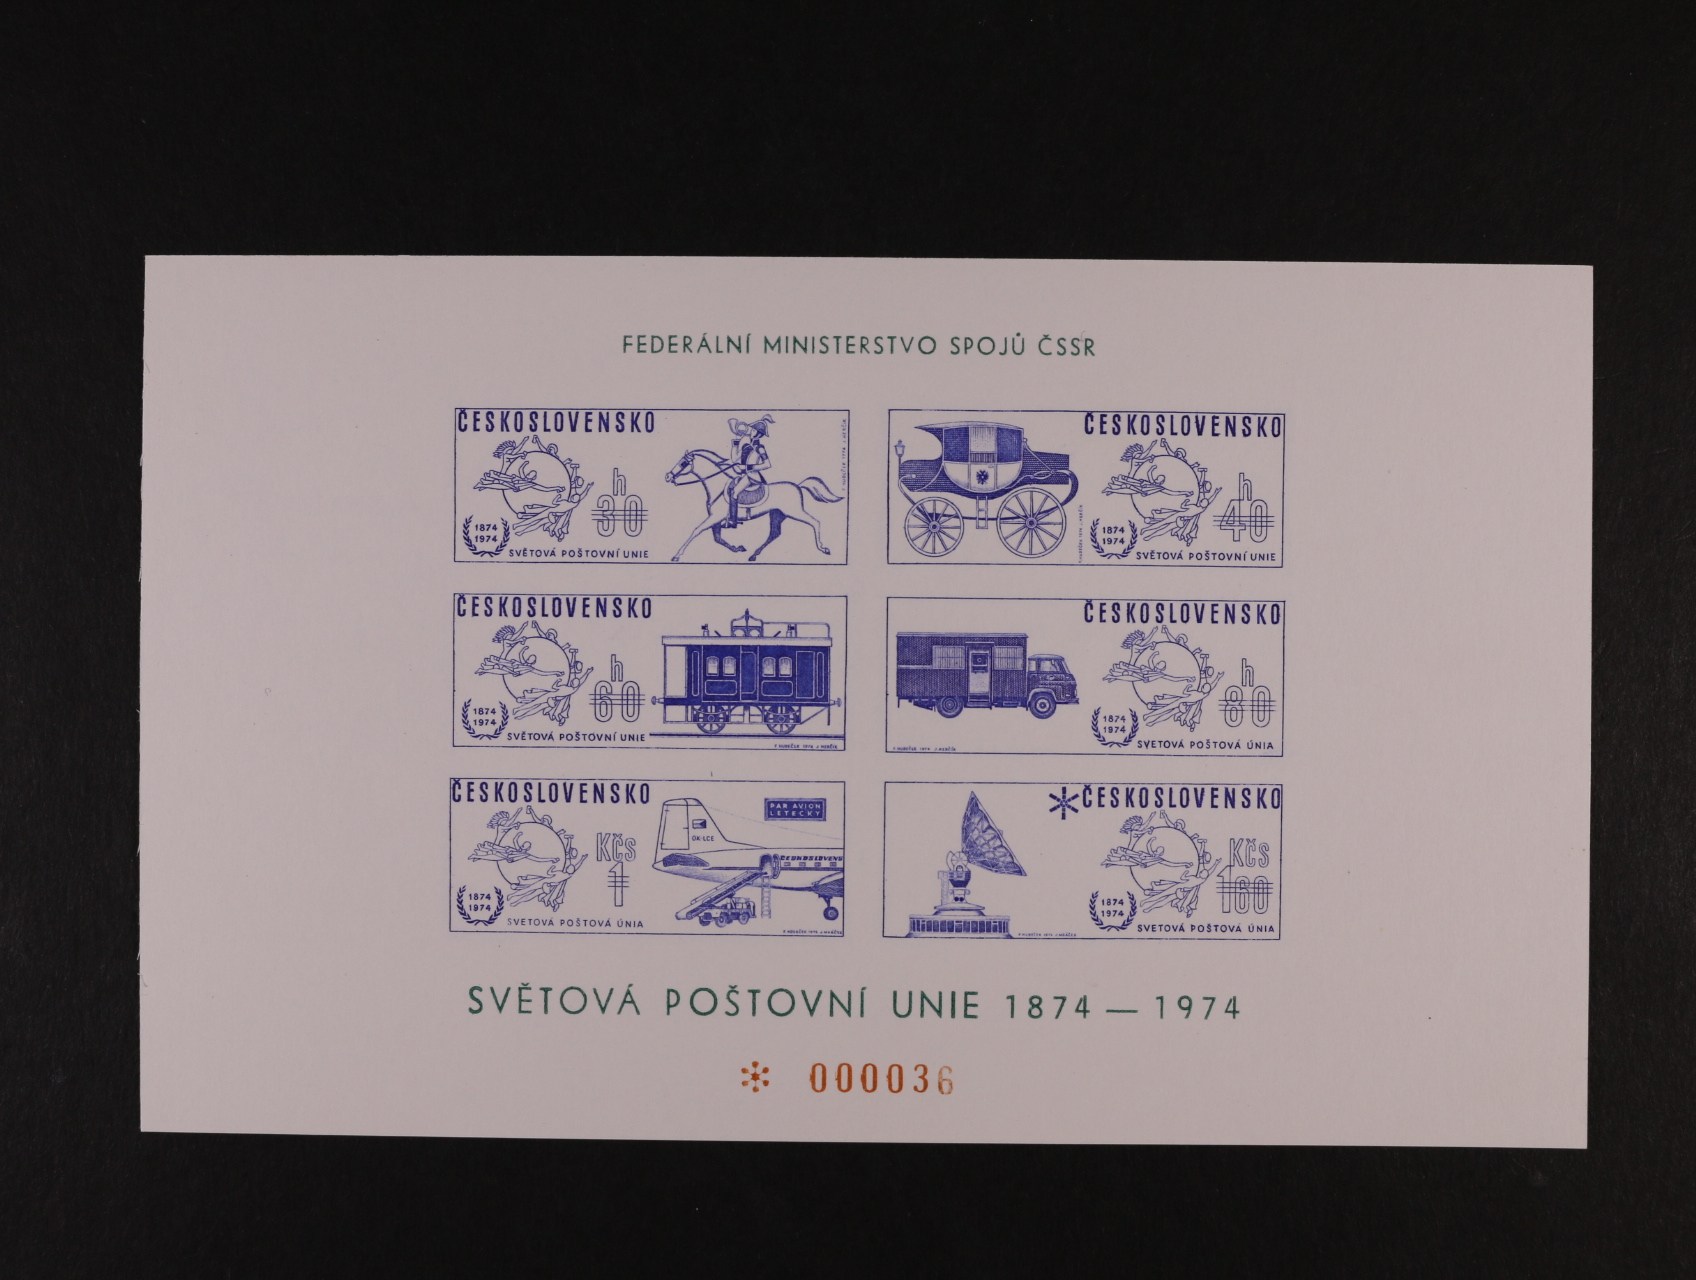 FEDERÁLNÍ MINISTERSTVO SPOJŮ ČSSR
ČESKOSLOVENSKO
h
30
1874
1974
SVĚTOVÁ POŠTOVNÍ UNIE
ČESKOSLOVENSKO
h
40
1874
1974
SVĚTOVÁ POŠTOVNÍ UNIE
ČESKOSLOVENSKO
h
60
1874
1974
SVĚTOVÁ POŠTOVNÍ UNIE
ČESKOSLOVENSKO
h
80
1874
1974
SVETOVÁ POŠTOVÁ ÚNIA
ČESKOSLOVENSKO
PAR AVION
LETECKY
OK-LCE
Kčs
1
1874
1974
SVETOVÁ POŠTOVÁ ÚNIA
ČESKOSLOVENSKO
Kčs
160
1874
1974
SVETOVÁ POŠTOVÁ ÚNIA
SVĚTOVÁ POŠTOVNÍ UNIE 1874 — 1974
000036